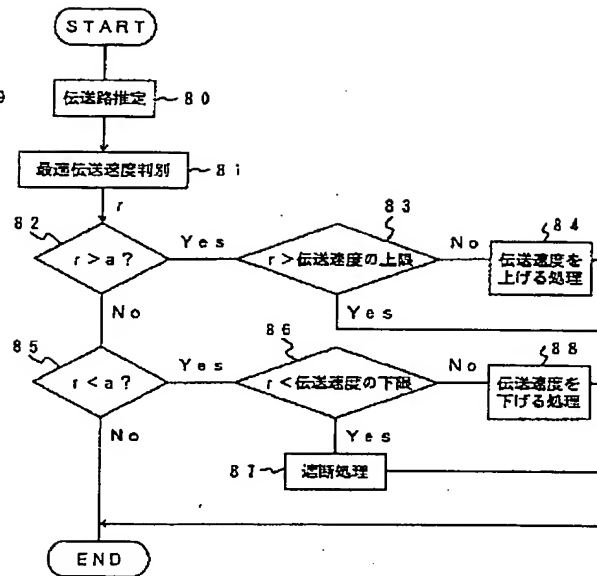 START
9
伝送路推定
80
最適伝送速度判別
81
r
82
r>a?
Yes
83
r>伝送速度の上限
No
84
伝送速度を
上げる処理
No
Yes
85
r<a?
Yes
86
r<伝送速度の下限
No
88
伝送速度を
下げる処理
No
Yes
87
遮断処理
END